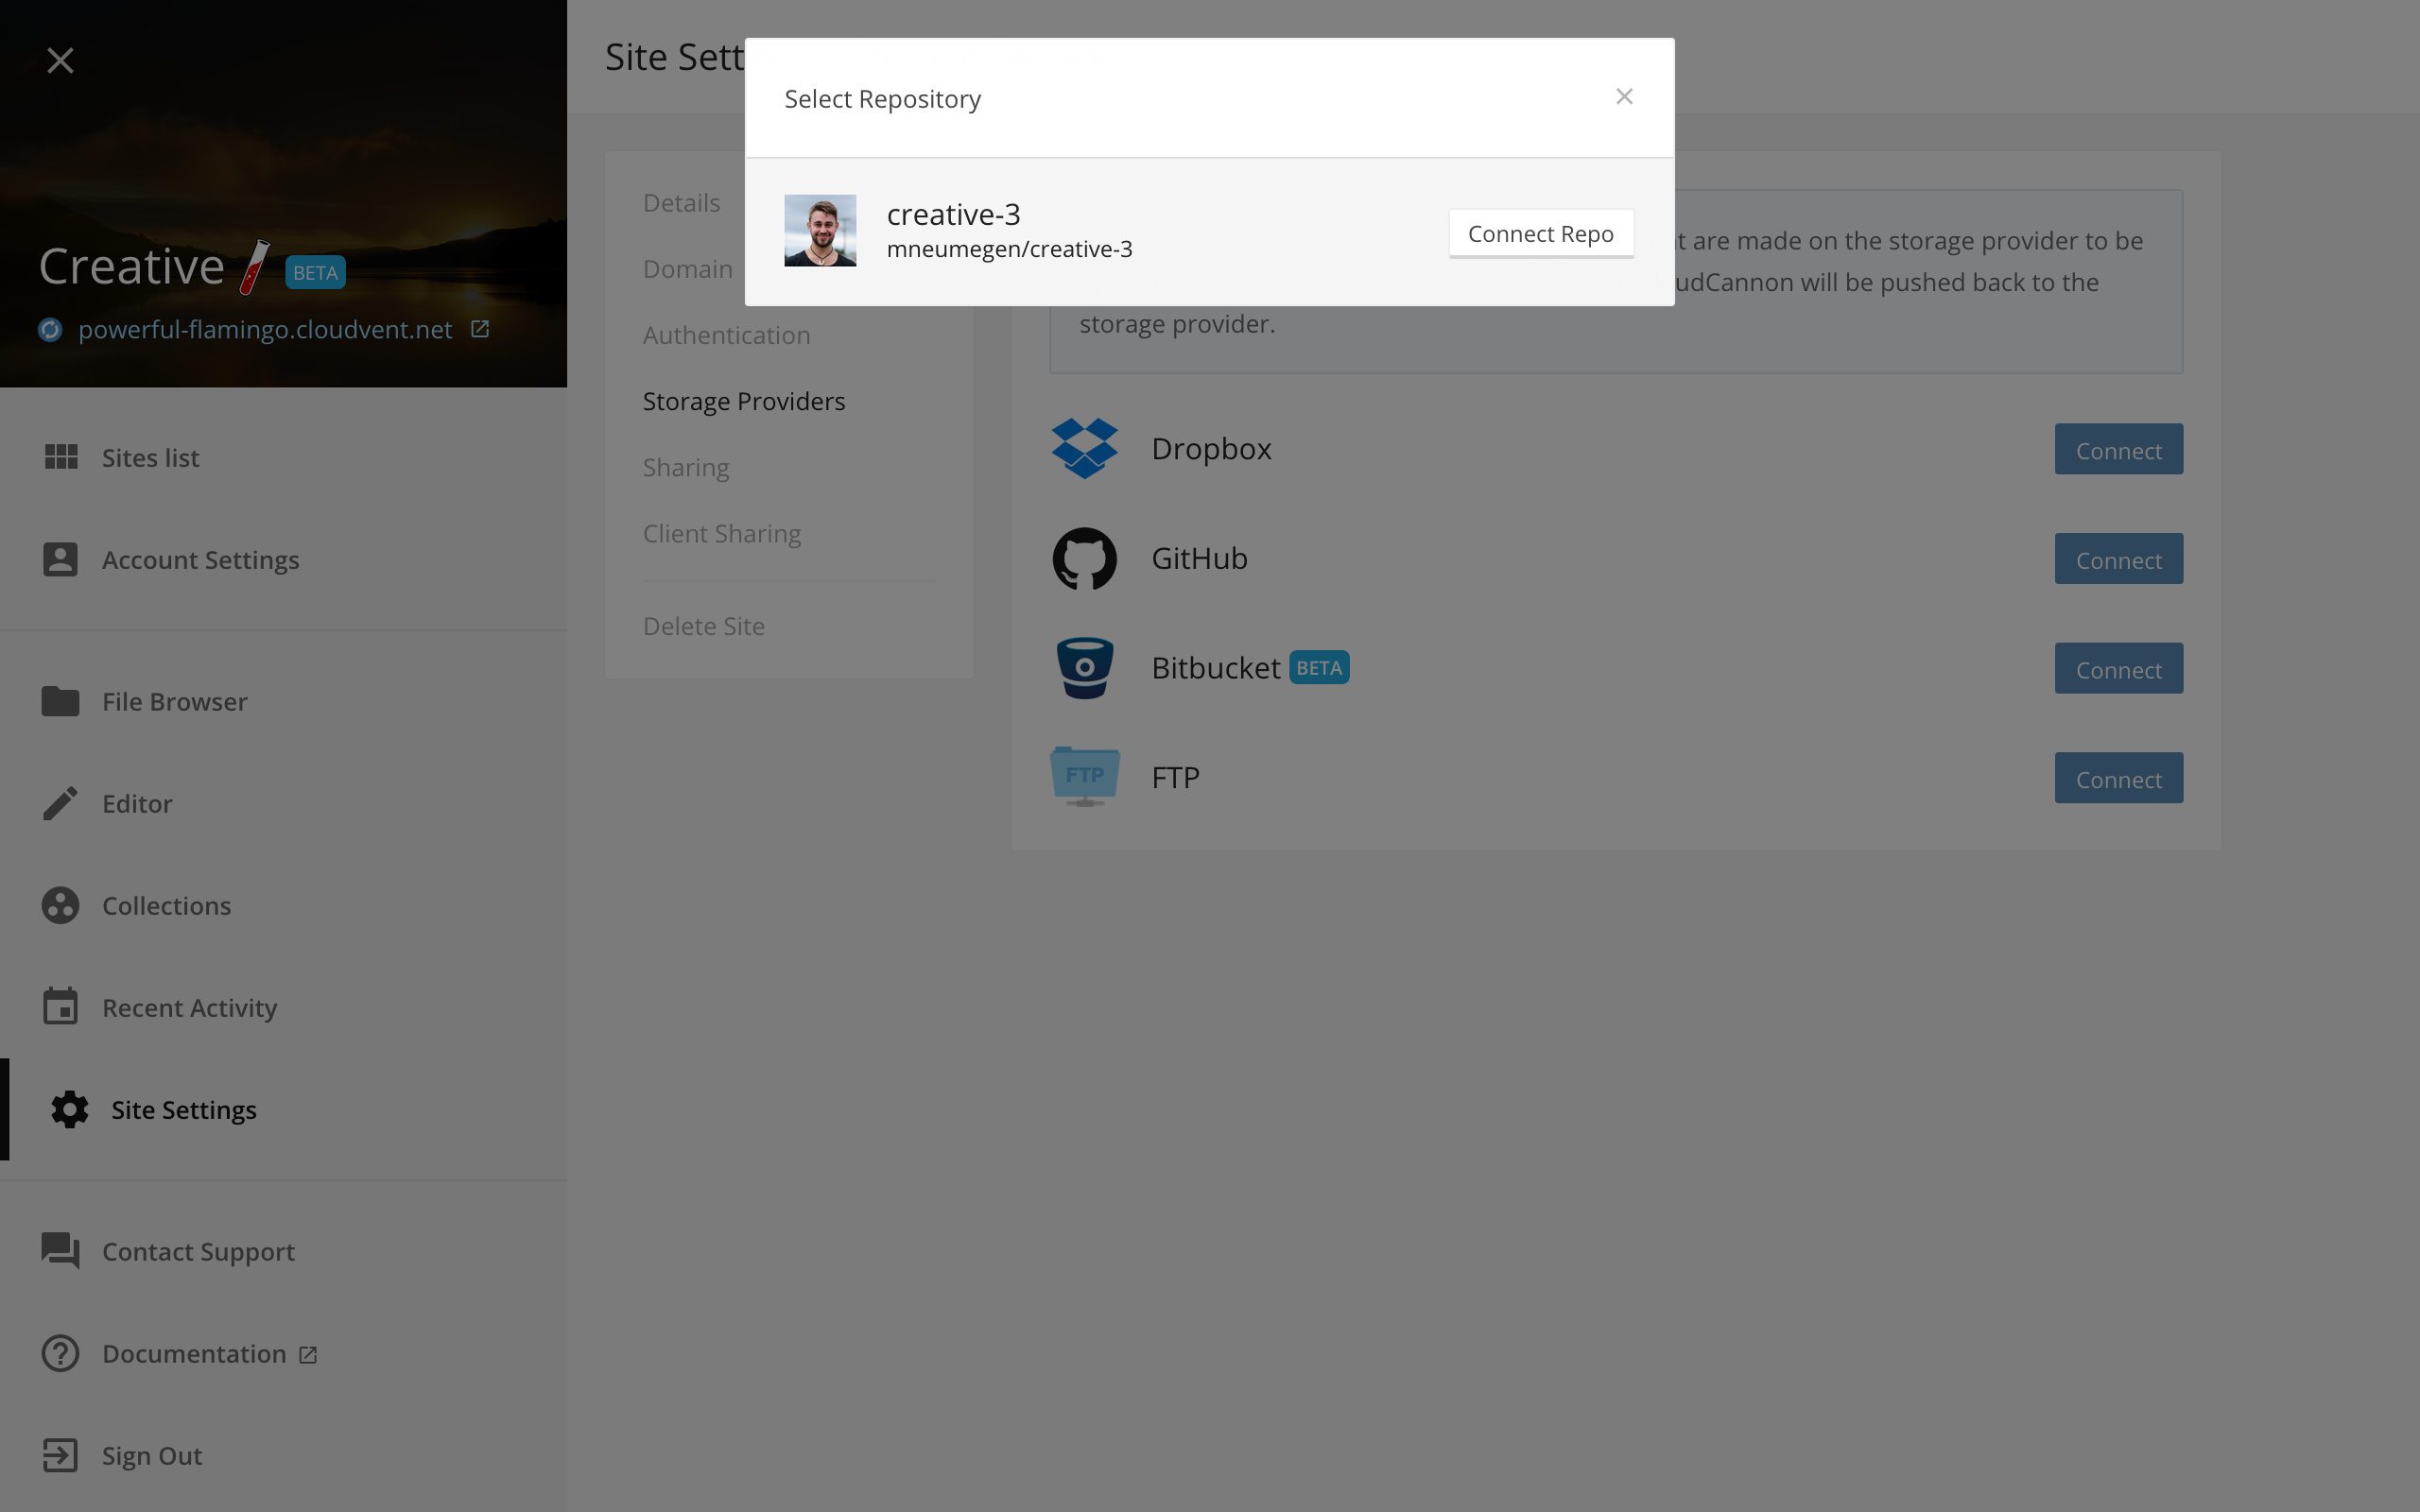 Creative BETA
powerful-flamingo.cloudvent.net
Sites list
Account Settings
File Browser
Editor
Collections
Recent Activity
Site Settings
Contact Support
Documentation
Sign Out
Site Sett
Select Repository
creative-3
mneumegen/creative-3
Connect Repo
Details
Domain
Authentication
Storage Providers
Sharing
Client Sharing
Delete Site
t are made on the storage provider to be
udCannon will be pushed back to the
storage provider.
Dropbox Connect
GitHub Connect
Bitbucket BETA Connect
FTP FTP Connect